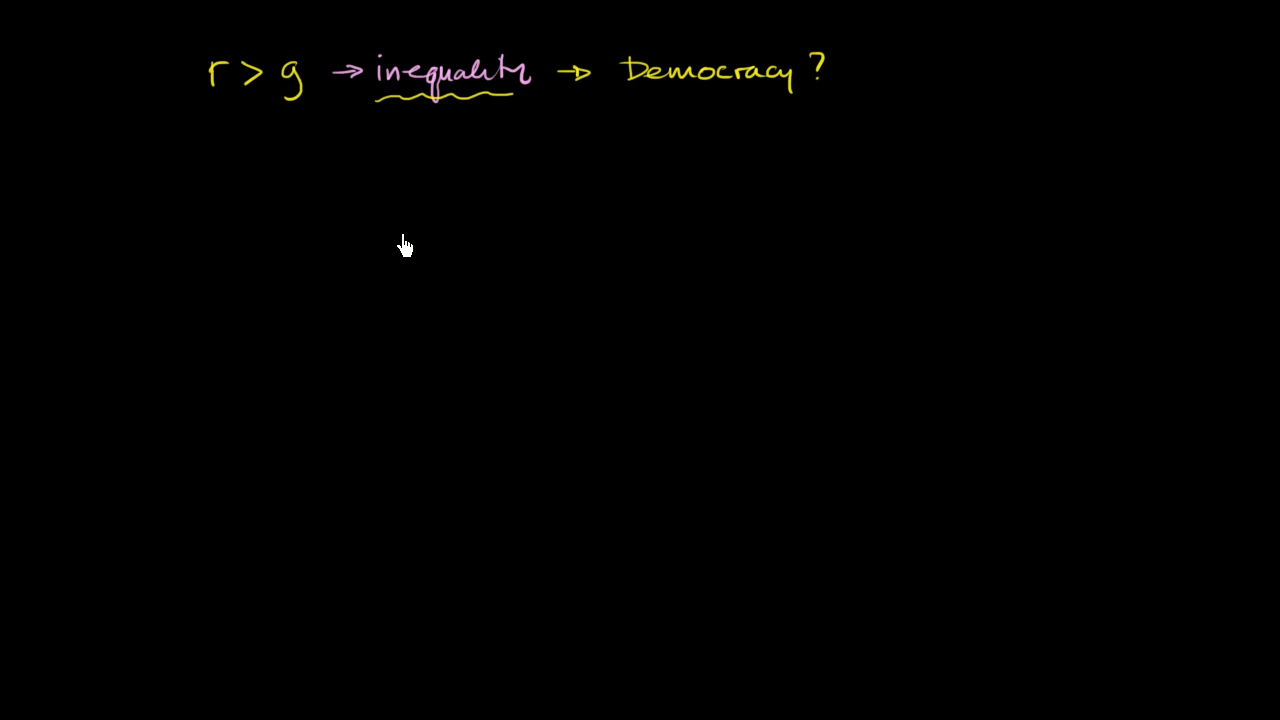 r > g → inequality → Democracy ?